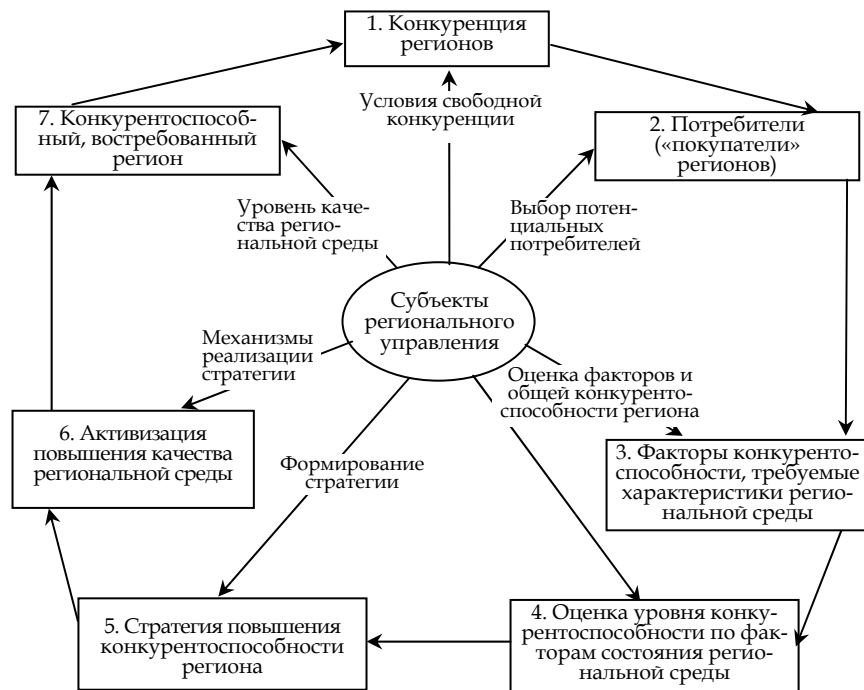 1. Конкуренция
регионов
Условия свободной
конкуренции
7. Конкурентоспособ-
ный, востребованный
регион
2. Потребители
(«покупатели»
регионов)
Уровень каче-
ства регио-
нальной среды
Выбор потен-
циальных
потребителей
Субъекты
регионального
управления
Механизмы
реализации
стратегии
Оценка факторов и
общей конкуренто-
способности региона
6. Активизация
повышения качества
региональной среды
3. Факторы конкуренто-
способности, требуемые
характеристики регио-
нальной среды
Формирование
стратегии
5. Стратегия повышения
конкурентоспособности
региона
4. Оценка уровня конку-
рентоспособности по фак-
торам состояния регио-
нальной среды